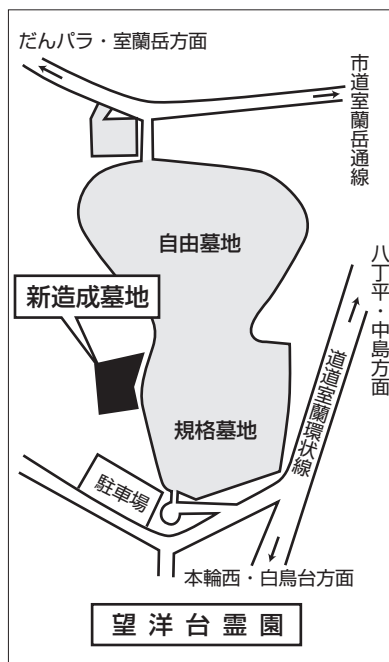 だんパラ・室蘭岳方面
市道室蘭岳通線
自由墓地
八丁平・中島方面
新造成墓地
道道室蘭環状線
規格墓地
駐車場
本輪西・白鳥台方面
望洋台霊園